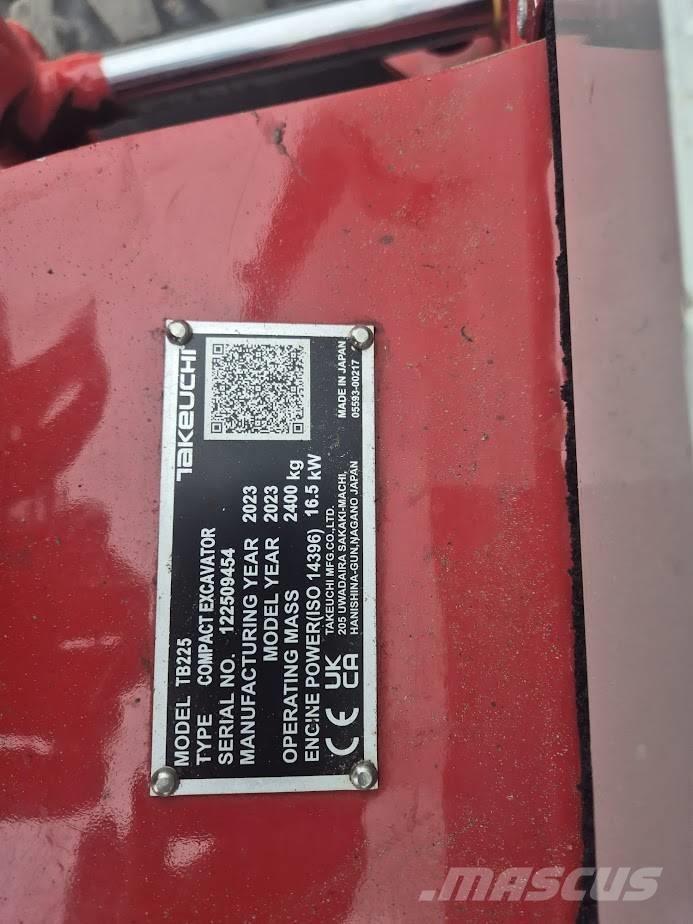 TAKEUCHI
MODEL TB225
TYPE COMPACT EXCAVATOR
SERIAL NO. 122509454
MANUFACTURING YEAR 2023
MODEL YEAR 2023
OPERATING MASS 2400 kg
ENGINE POWER(ISO 14396) 16.5 kW
CE UK CA
TAKEUCHI MFG.CO.,LTD.
205 UWADAIRA SAKAKI-MACHI,
HANISHINA-GUN,NAGANO JAPAN
MADE IN JAPAN
05593-00217
MASCUS